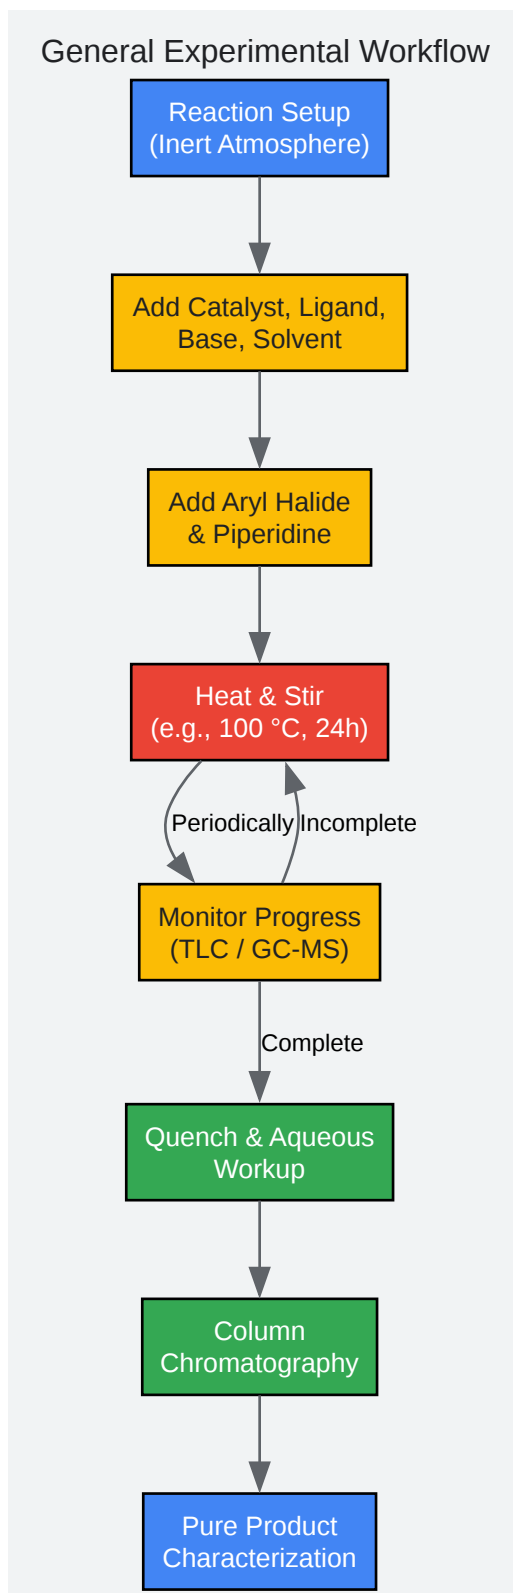 General Experimental Workflow
Reaction Setup
(Inert Atmosphere)
Add Catalyst, Ligand,
Base, Solvent
Add Aryl Halide
& Piperidine
Heat & Stir
(e.g., 100 °C, 24h)
Periodically
Incomplete
Monitor Progress
(TLC / GC-MS)
Complete
Quench & Aqueous
Workup
Column
Chromatography
Pure Product
Characterization